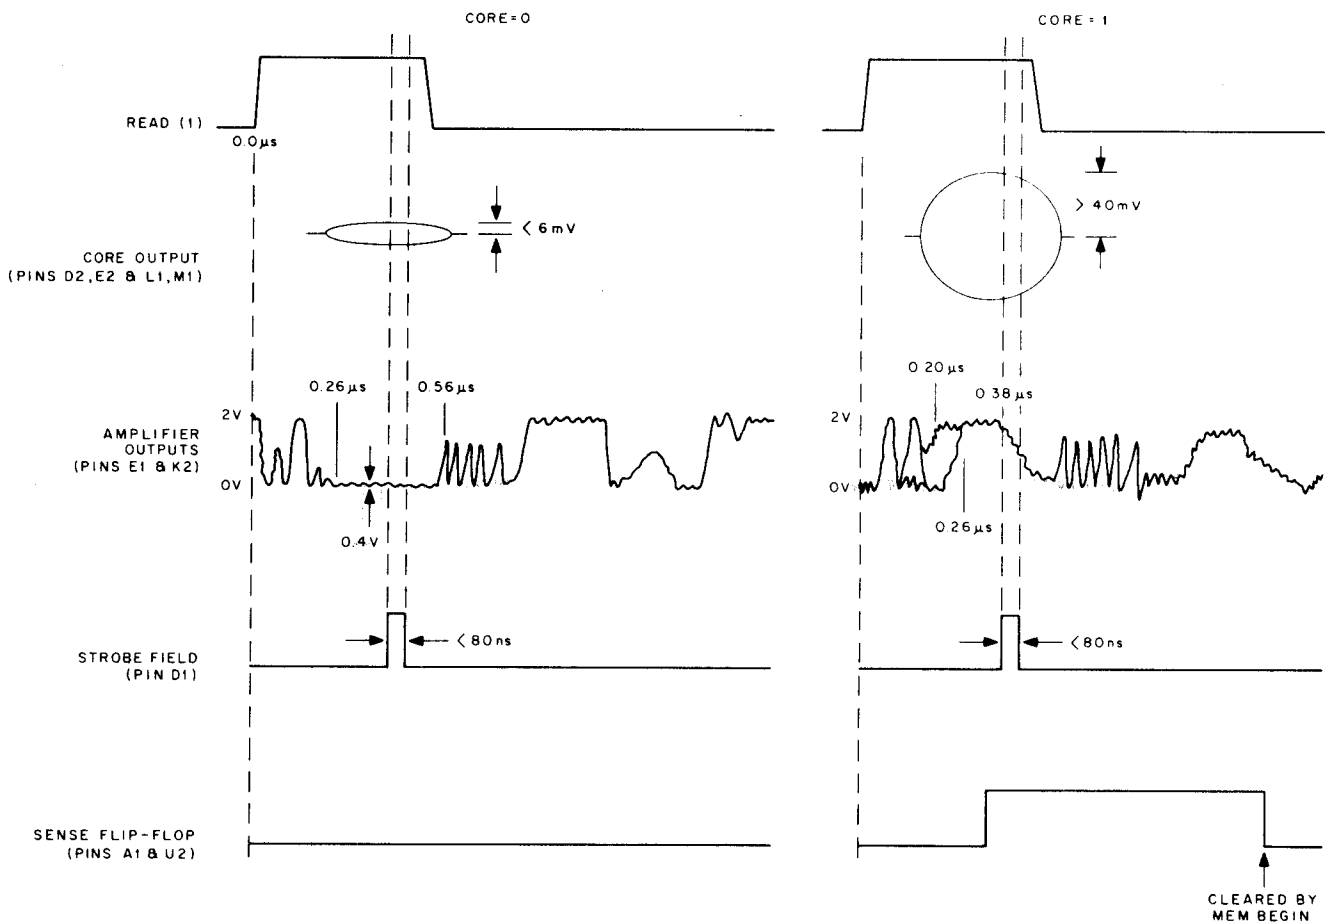 CORE=0
CORE = 1
READ (1)
0.0µs
< 6mV
> 40mV
CORE OUTPUT
(PINS D2,E2 & L1,M1)
0.20µs
0.26µs
0.56µs
0.38µs
2V
2V
AMPLIFIER
OUTPUTS
(PINS E1 & K2)
0V
0V
0.4V
0.26µs
<80ns
<80ns
STROBE FIELD
(PIN D1)
SENSE FLIP-FLOP
(PINS A1 & U2)
CLEARED BY
MEM BEGIN